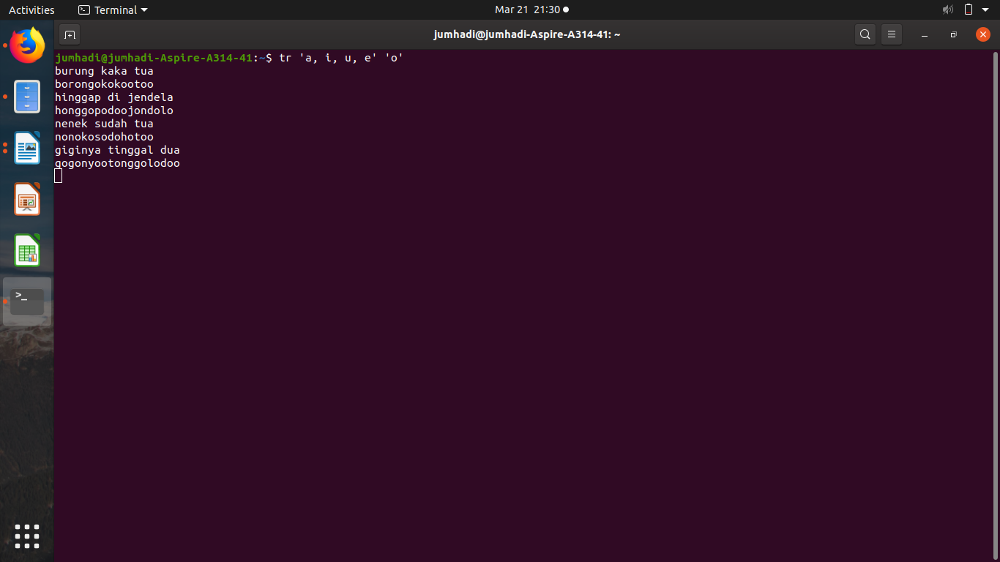 Activities Terminal Mar 21 21:30
jumhadi@jumhadi-Aspire-A314-41: ~
jumhadi@jumhadi-Aspire-A314-41:~$ tr 'a, i, u, e' 'o'
burung kaka tua
borongokokootoo
hinggap di jendela
honggopodoojondolo
nenek sudah tua
nonokosodohotoo
giginya tinggal dua
gogonyootonggolodoo
>_